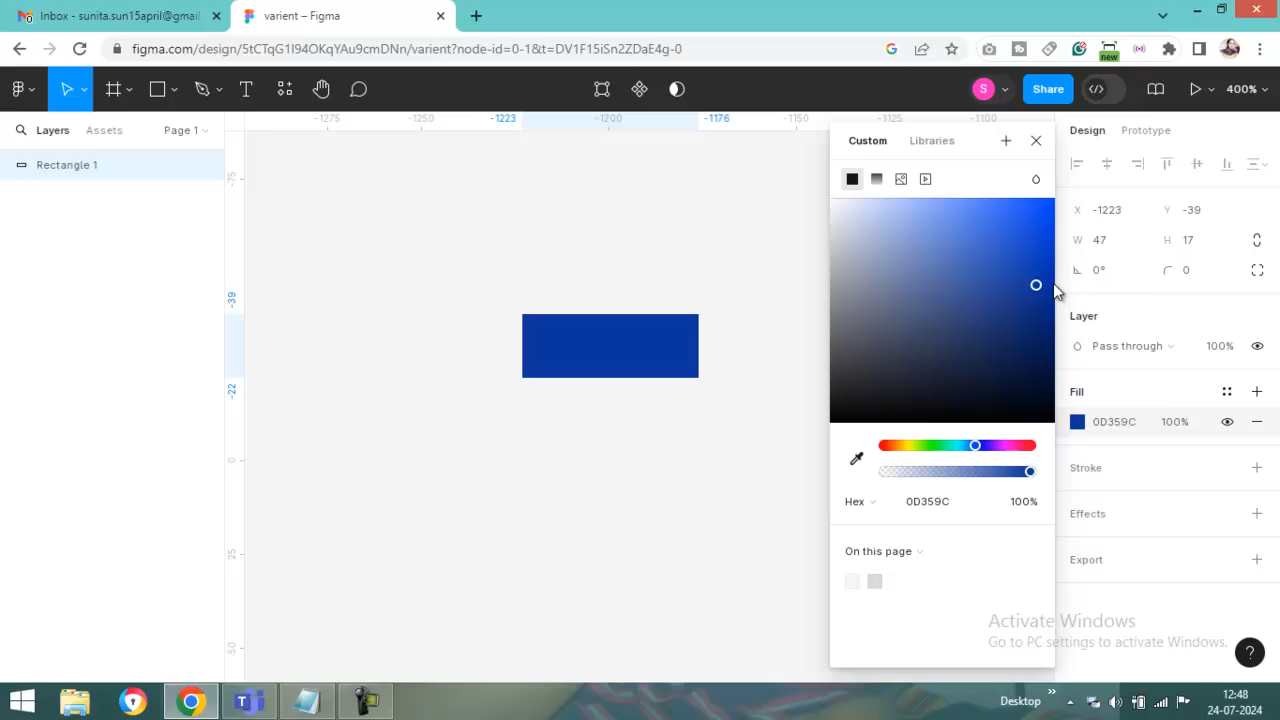 Inbox - sunita.sun15april@gmail
varient – Figma
figma.com/design/5tCTqG1I94OKqYAu9cmDNn/varient?node-id=0-1&t=DV1F15iSn2ZDaE4g-0
new
S
Share
400%
Layers
Assets
Page 1
Rectangle 1
-1275
-1250
-1223
-1200
-1176
-1150
-1125
-1100
-75
-39
-22
0
25
50
Custom
Libraries
Hex
0D359C
100%
On this page
Design
Prototype
X
-1223
Y
-39
W
47
H
17
0°
0
Layer
Pass through
100%
Fill
0D359C
100%
Stroke
Effects
Export
Activate Windows
Go to PC settings to activate Windows.
?
Desktop
12:48
24-07-2024